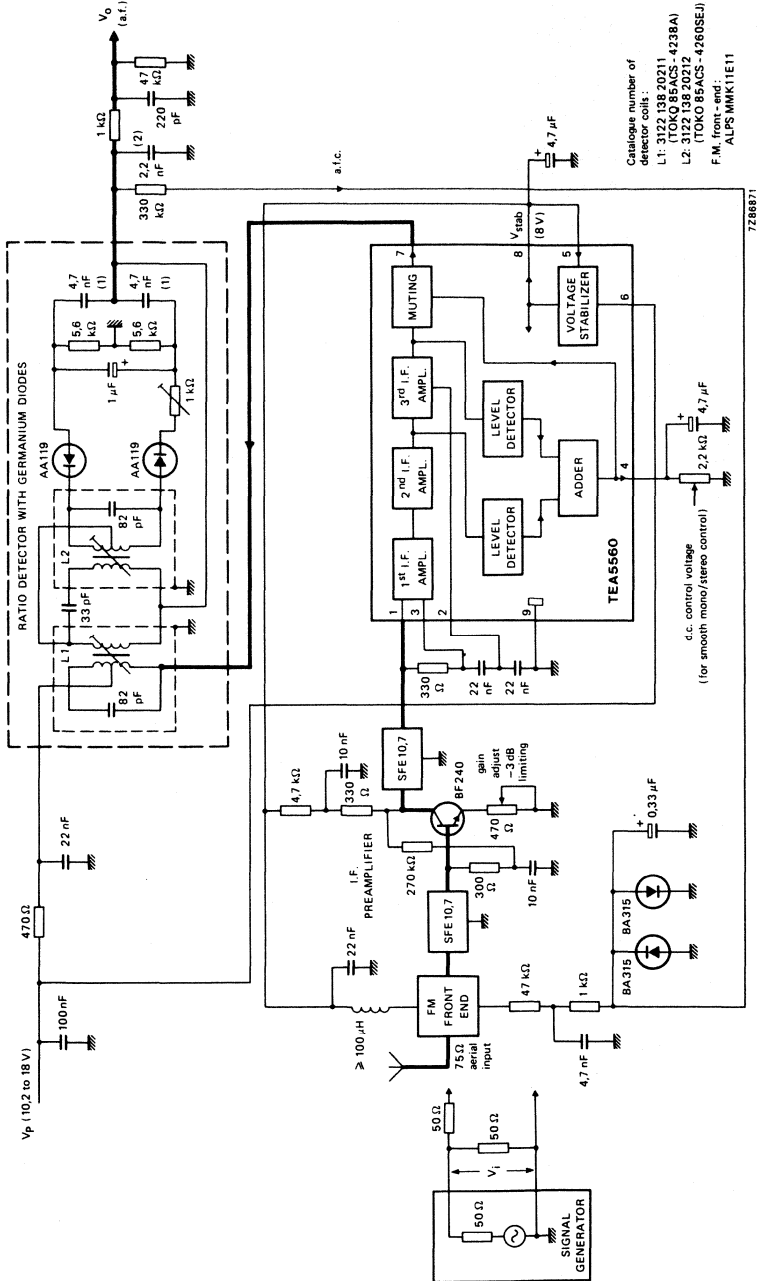 RATIO DETECTOR WITH GERMANIUM DIODES
Vp (10,2 to 18 V)
100 nF
470 Ω
22 nF
82
pF
L1
33 pF
L2
82
pF
AA119
AA119
1 μF
+
1 kΩ
5,6
kΩ
5,6
kΩ
4,7
nF
(1)
4,7
nF
(1)
330
kΩ
2,2
nF
(2)
1 kΩ
220
pF
47
kΩ
Vo
(a.f.)
a.f.c.
≥ 100 μH
22 nF
FM
FRONT
END
75 Ω
aerial
input
SFE 10,7
I.F.
PREAMPLIFIER
270 kΩ
300
Ω
10 nF
4,7 kΩ
10 nF
330
Ω
BF240
gain
adjust
−3 dB
limiting
470
Ω
SFE 10,7
330
Ω
22
nF
22
nF
1
3
2
9
1st I.F.
AMPL.
2nd I.F.
AMPL.
3rd I.F.
AMPL.
MUTING
7
LEVEL
DETECTOR
LEVEL
DETECTOR
ADDER
TEA5560
4
VOLTAGE
STABILIZER
8
5
6
Vstab
(8 V)
+
4,7 μF
+
4,7 μF
2,2 kΩ
d.c. control voltage
(for smooth mono/stereo control)
50 Ω
SIGNAL
GENERATOR
Vi
50 Ω
50 Ω
47 kΩ
4,7 nF
1 kΩ
BA315
BA315
+
0,33 μF
Catalogue number of
detector coils :
L1: 3122 138 20211
(TOKO 85ACS-4238A)
L2: 3122 138 20212
(TOKO 85ACS-4260SEJ)
F.M. front-end:
ALPS MMK11E11
7Z86871